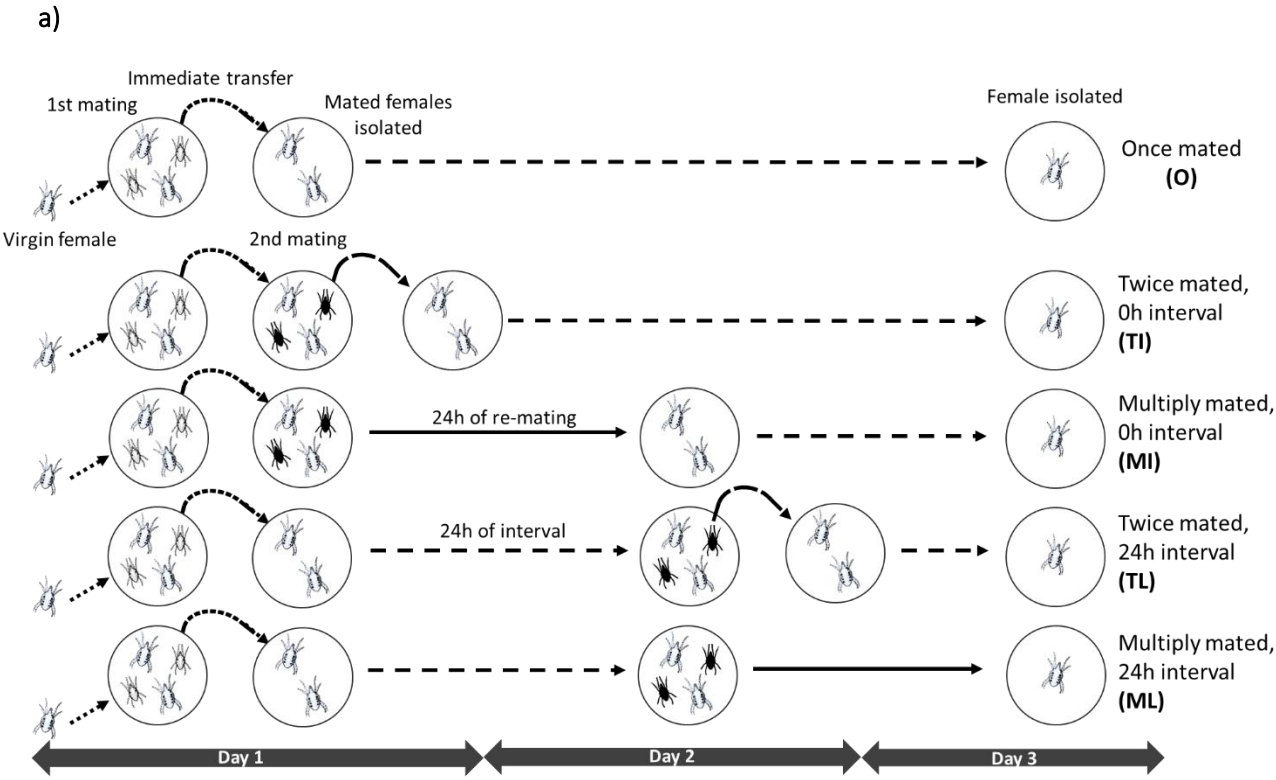 a)
Immediate transfer
1st mating
Mated females
isolated
Female isolated
Once mated
(O)
Virgin female
2nd mating
Twice mated,
0h interval
(TI)
24h of re-mating
Multiply mated,
0h interval
(MI)
24h of interval
Twice mated,
24h interval
(TL)
Multiply mated,
24h interval
(ML)
Day 1
Day 2
Day 3